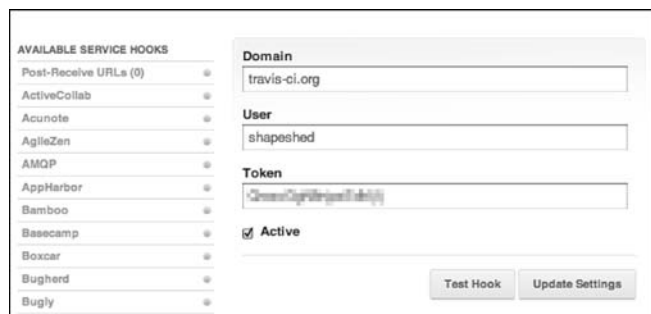 AVAILABLE SERVICE HOOKS
Post-Receive URLs (0)
ActiveCollab
Acunote
AgileZen
AMQP
AppHarbor
Bamboo
Basecamp
Boxcar
Bugherd
Bugly
Domain
travis-ci.org
User
shapeshed
Token
Active
Test Hook
Update Settings